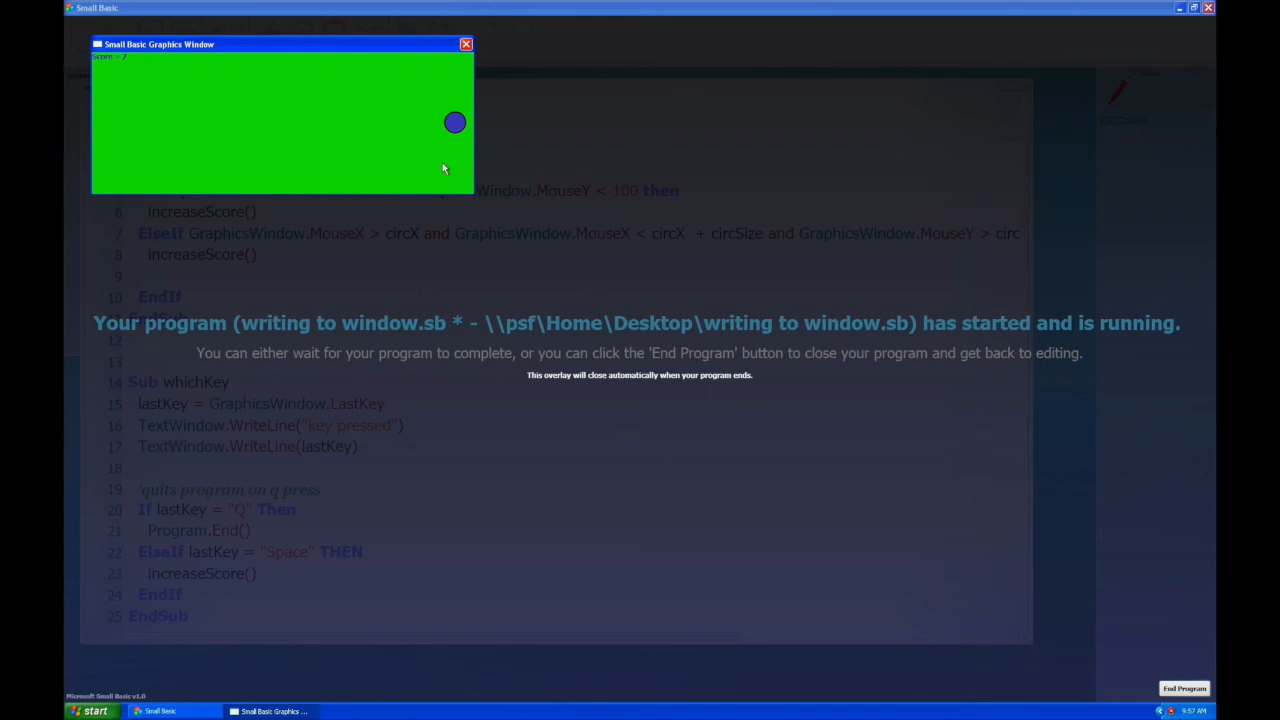 Small Basic
Small Basic Graphics Window
Score = 7
Window.MouseY < 100 then
6 increaseScore()
7 ElseIf GraphicsWindow.MouseX > circX and GraphicsWindow.MouseX < circX + circSize and GraphicsWindow.MouseY > circ
8 increaseScore()
9
10 EndIf
Your program (writing to window.sb * - \\psf\Home\Desktop\writing to window.sb) has started and is running.
You can either wait for your program to complete, or you can click the 'End Program' button to close your program and get back to editing.
This overlay will close automatically when your program ends.
12
13
14 Sub whichKey
15 lastKey = GraphicsWindow.LastKey
16 TextWindow.WriteLine("key pressed")
17 TextWindow.WriteLine(lastKey)
18
19 'quits program on q press
20 If lastKey = "Q" Then
21 Program.End()
22 ElseIf lastKey = "Space" THEN
23 increaseScore()
24 EndIf
25 EndSub
circSub
Microsoft Small Basic v1.0
End Program
start
Small Basic
Small Basic Graphics ...
9:57 AM